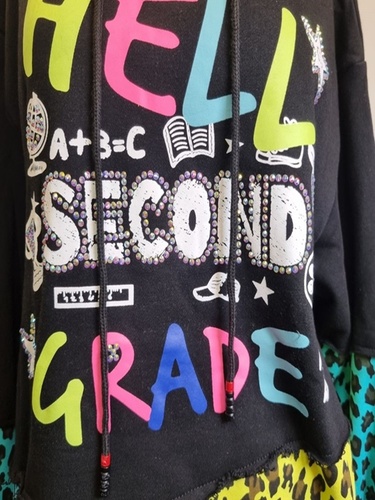 HELL
A+B=C
SECOND
GRADE